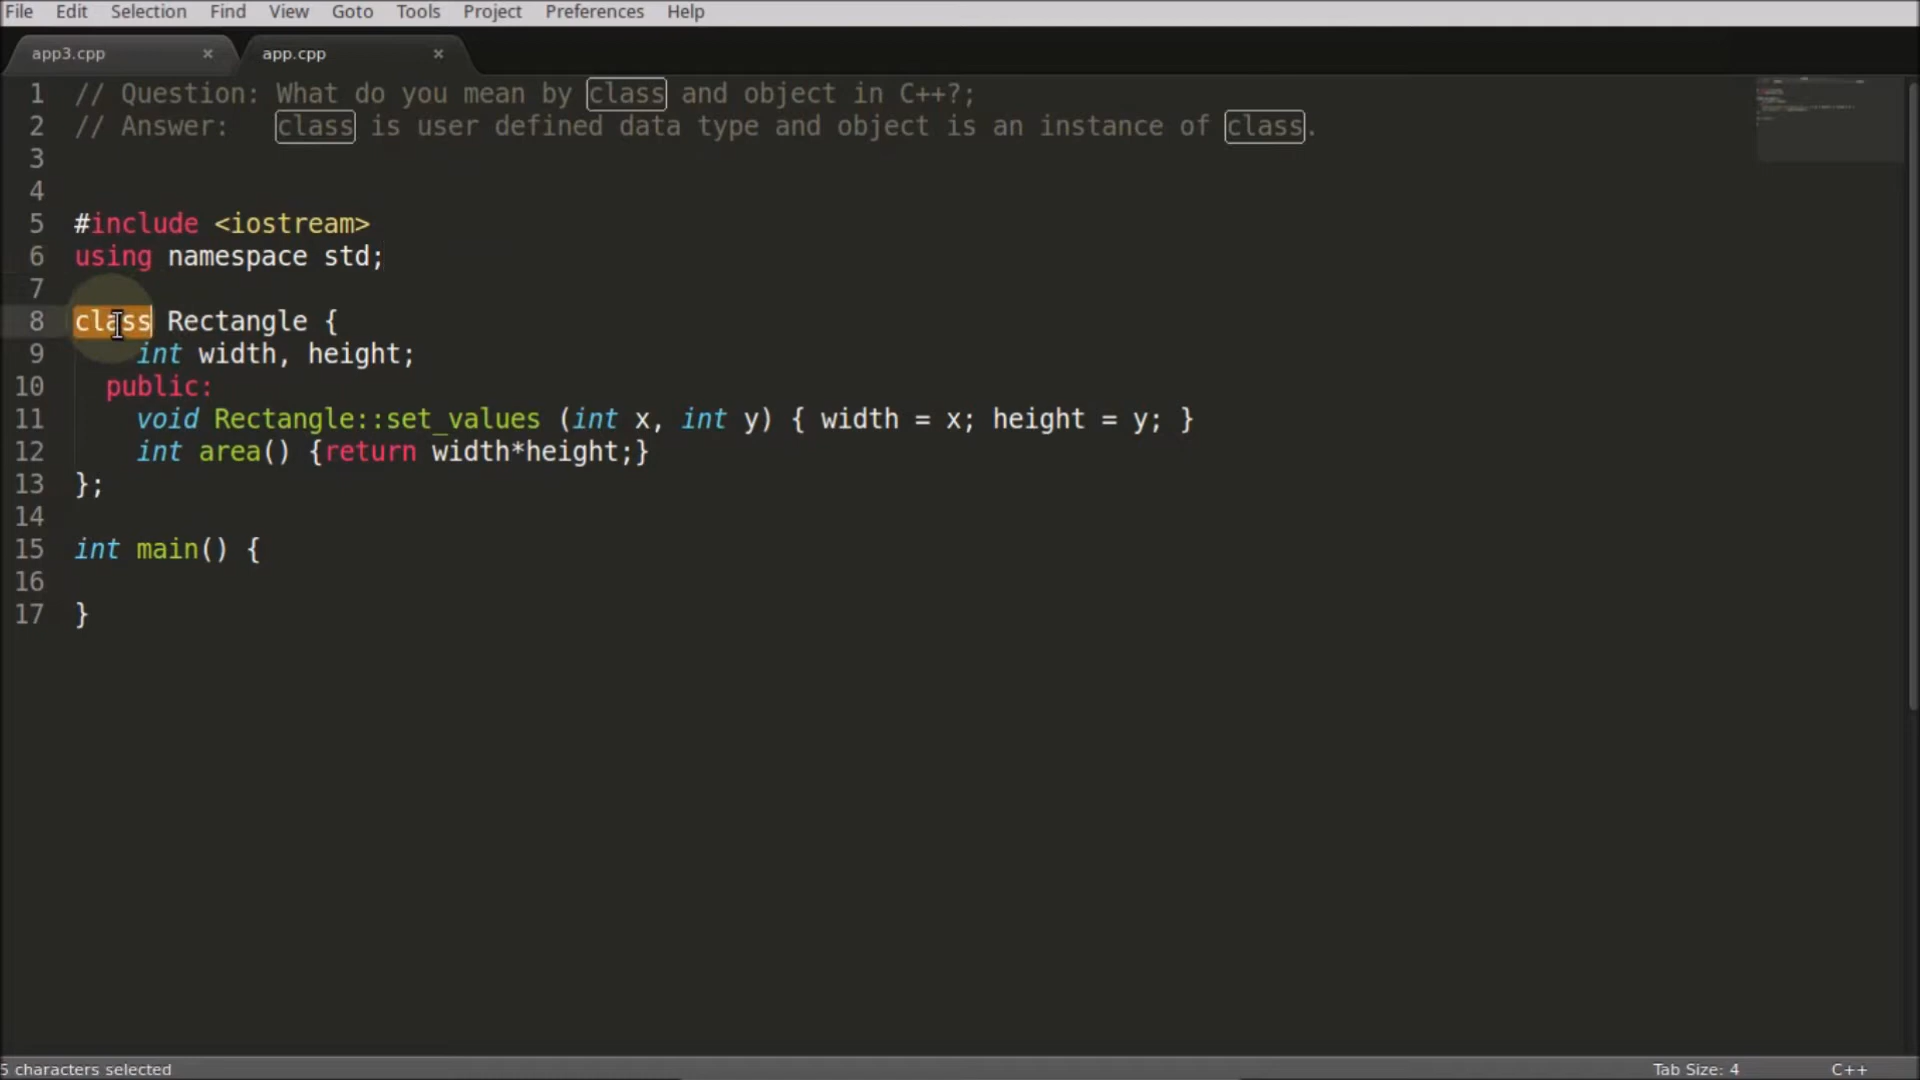 File Edit Selection Find View Goto Tools Project Preferences Help
app3.cpp × app.cpp ×
1 // Question: What do you mean by class and object in C++?;
2 // Answer:   class is user defined data type and object is an instance of class.
3
4
5 #include <iostream>
6 using namespace std;
7
8 class Rectangle {
9     int width, height;
10   public:
11     void Rectangle::set_values (int x, int y) { width = x; height = y; }
12     int area() {return width*height;}
13 };
14
15 int main() {
16
17 }
5 characters selected Tab Size: 4 C++